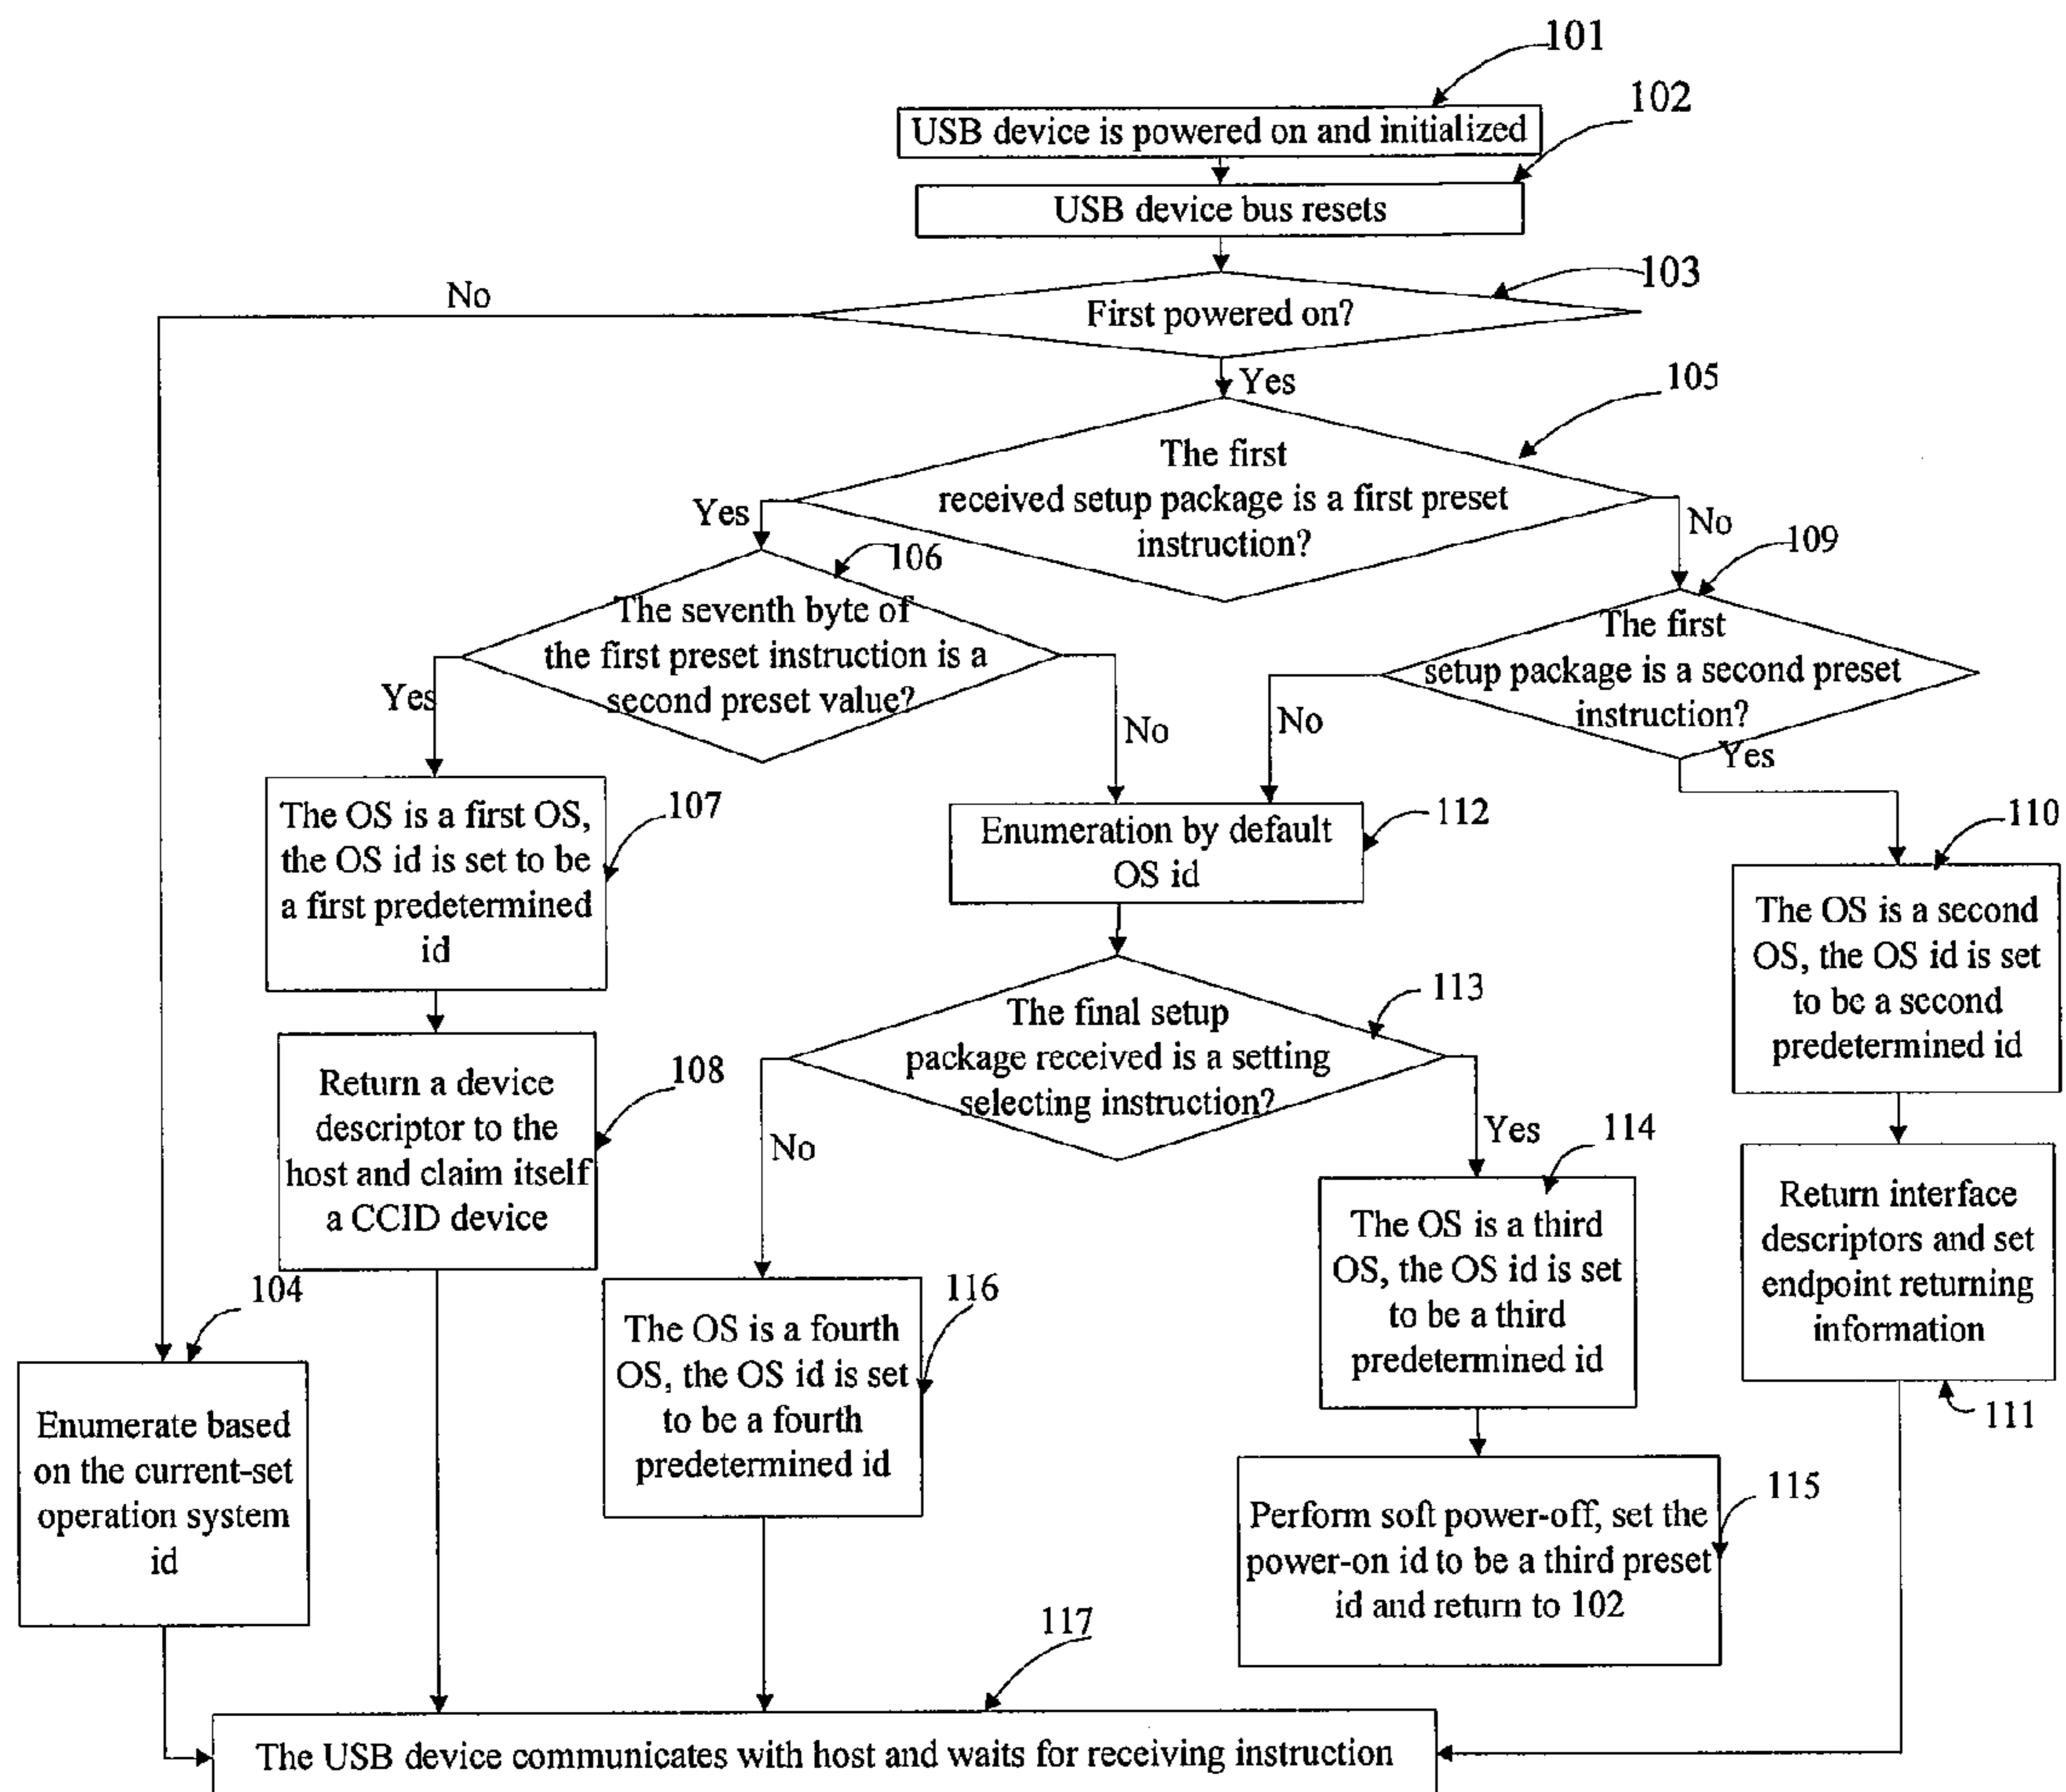 101
USB device is powered on and initialized
102
USB device bus resets
103
No
First powered on?
Yes
105
The first
received setup package is a first preset
instruction?
Yes
No
106
109
The seventh byte of
the first preset instruction is a
second preset value?
The first
setup package is a second preset
instruction?
Yes
No
No
Yes
107
The OS is a first OS,
the OS id is set to be
a first predetermined
id
112
Enumeration by default
OS id
110
The OS is a second
OS, the OS id is set
to be a second
predetermined id
113
The final setup
package received is a setting
selecting instruction?
108
Return a device
descriptor to the
host and claim itself
a CCID device
No
Yes
114
The OS is a third
OS, the OS id is set
to be a third
predetermined id
Return interface
descriptors and set
endpoint returning
information
111
104
Enumerate based
on the current-set
operation system
id
116
The OS is a fourth
OS, the OS id is set
to be a fourth
predetermined id
115
Perform soft power-off, set the
power-on id to be a third preset
id and return to 102
117
The USB device communicates with host and waits for receiving instruction